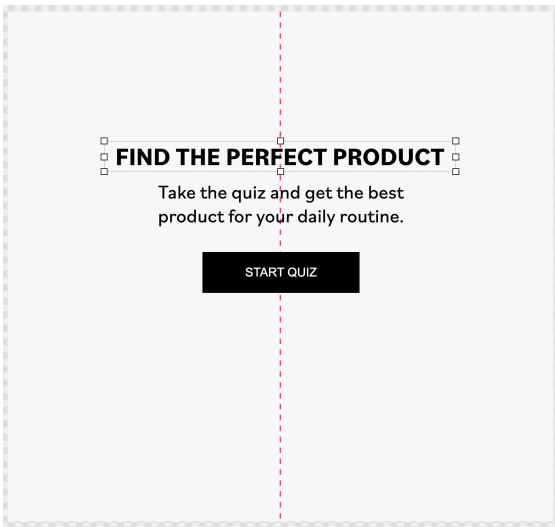 FIND THE PERFECT PRODUCT
Take the quiz and get the best
product for your daily routine.
START QUIZ